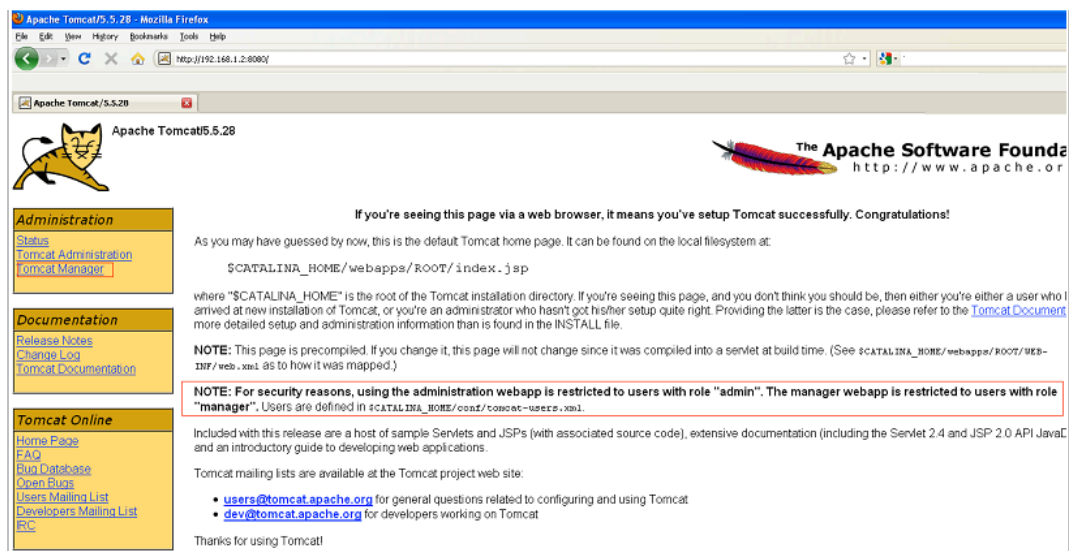 Apache Tomcat/5.5.28 - Mozilla Firefox
File Edit View History Bookmarks Tools Help
http://192.168.1.2:8080/
Apache Tomcat/5.5.28
Apache Tomcat/5.5.28
The Apache Software Founda
http://www.apache.or
Administration
Status
Tomcat Administration
Tomcat Manager
Documentation
Release Notes
Change Log
Tomcat Documentation
Tomcat Online
Home Page
FAQ
Bug Database
Open Bugs
Users Mailing List
Developers Mailing List
IRC
If you're seeing this page via a web browser, it means you've setup Tomcat successfully. Congratulations!
As you may have guessed by now, this is the default Tomcat home page. It can be found on the local filesystem at:
$CATALINA_HOME/webapps/ROOT/index.jsp
where "$CATALINA_HOME" is the root of the Tomcat installation directory. If you're seeing this page, and you don't think you should be, then either you're either a user who
arrived at new installation of Tomcat, or you're an administrator who hasn't got his/her setup quite right. Providing the latter is the case, please refer to the Tomcat Document
more detailed setup and administration information than is found in the INSTALL file.
NOTE: This page is precompiled. If you change it, this page will not change since it was compiled into a servlet at build time. (See $CATALINA_HOME/webapps/ROOT/WEB-
INF/web.xml as to how it was mapped.)
NOTE: For security reasons, using the administration webapp is restricted to users with role "admin". The manager webapp is restricted to users with role
"manager". Users are defined in $CATALINA_HOME/conf/tomcat-users.xml.
Included with this release are a host of sample Servlets and JSPs (with associated source code), extensive documentation (including the Servlet 2.4 and JSP 2.0 API JavaD
and an introductory guide to developing web applications.
Tomcat mailing lists are available at the Tomcat project web site:
• users@tomcat.apache.org for general questions related to configuring and using Tomcat
• dev@tomcat.apache.org for developers working on Tomcat
Thanks for using Tomcat!